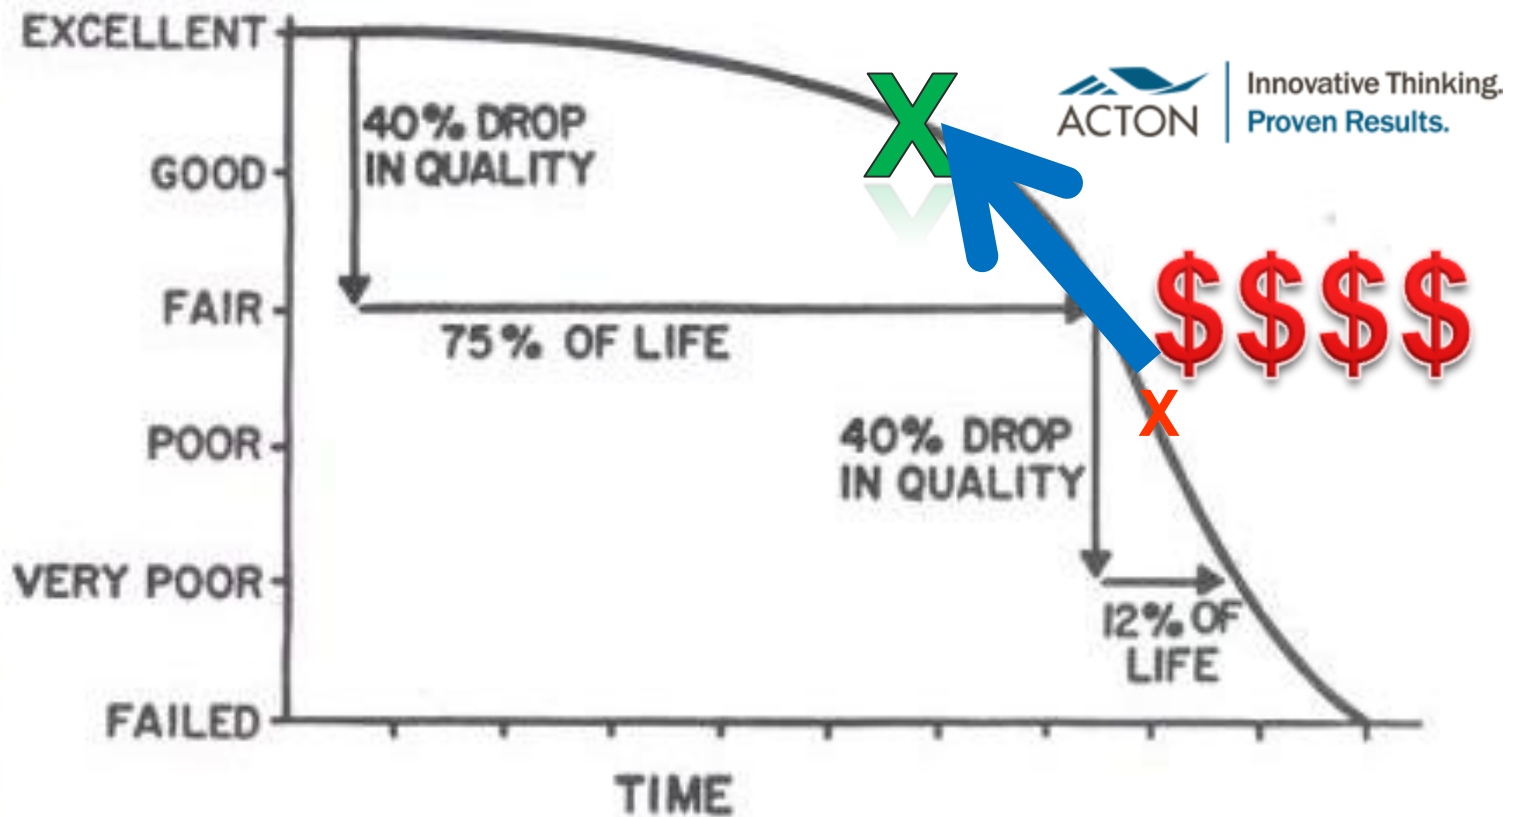 EXCELLENT
40% DROP
IN QUALITY
GOOD
X
ACTON
Innovative Thinking.
Proven Results.
FAIR
75% OF LIFE
$$$$
X
POOR
40% DROP
IN QUALITY
VERY POOR
12% OF
LIFE
FAILED
TIME